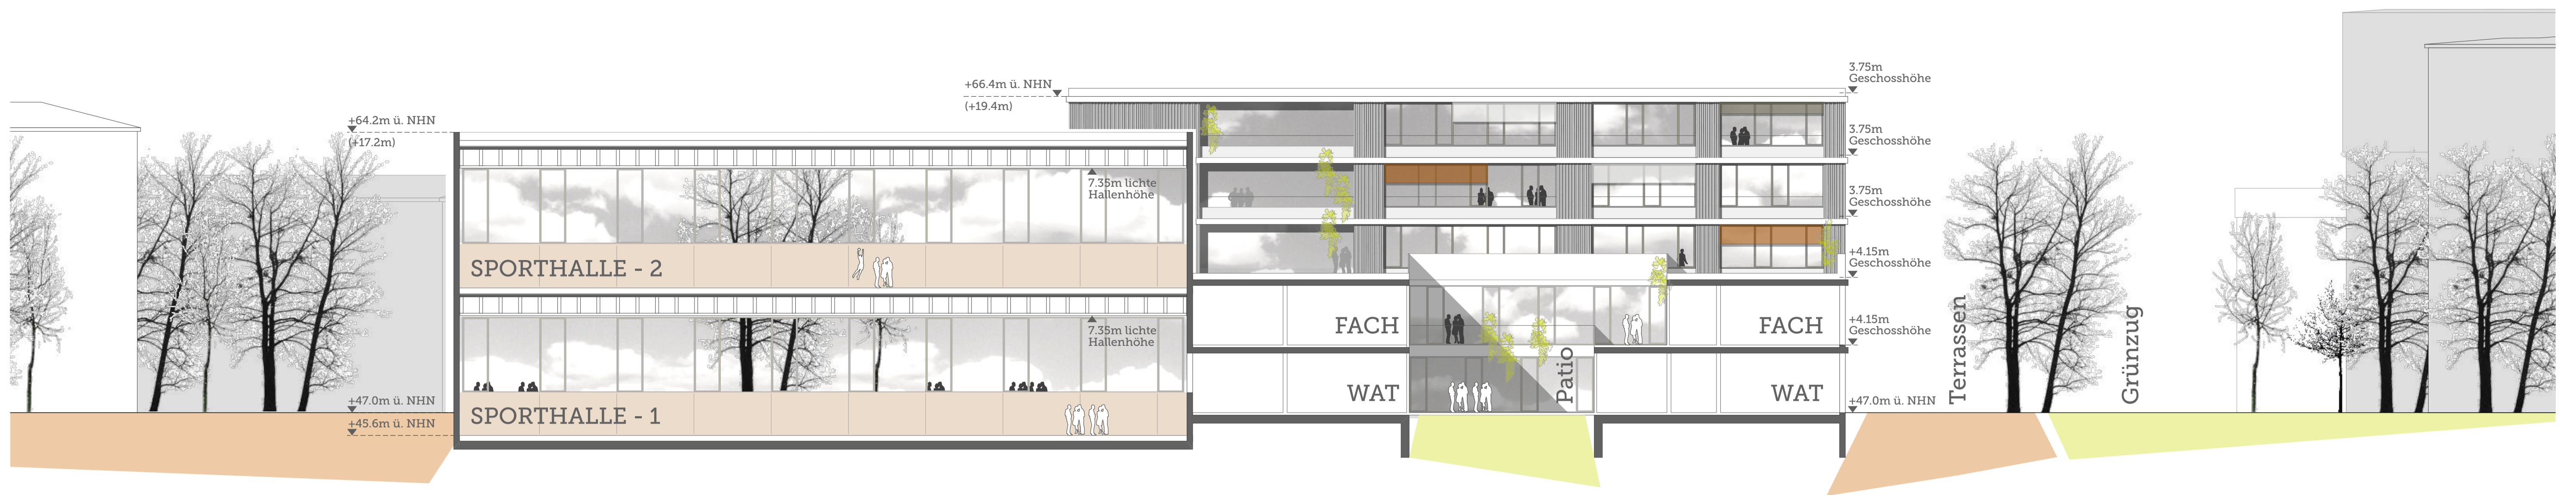 +64.2m ü. NHN
(+17.2m)
+47.0m ü. NHN
+45.6m ü. NHN
7.35m lichte
Hallenhöhe
SPORTHALLE - 2
7.35m lichte
Hallenhöhe
SPORTHALLE - 1
+66.4m ü. NHN
(+19.4m)
FACH
FACH
WAT
Patio
WAT
3.75m
Geschosshöhe
3.75m
Geschosshöhe
3.75m
Geschosshöhe
+4.15m
Geschosshöhe
+4.15m
Geschosshöhe
+47.0m ü. NHN
Terrassen
Grünzug